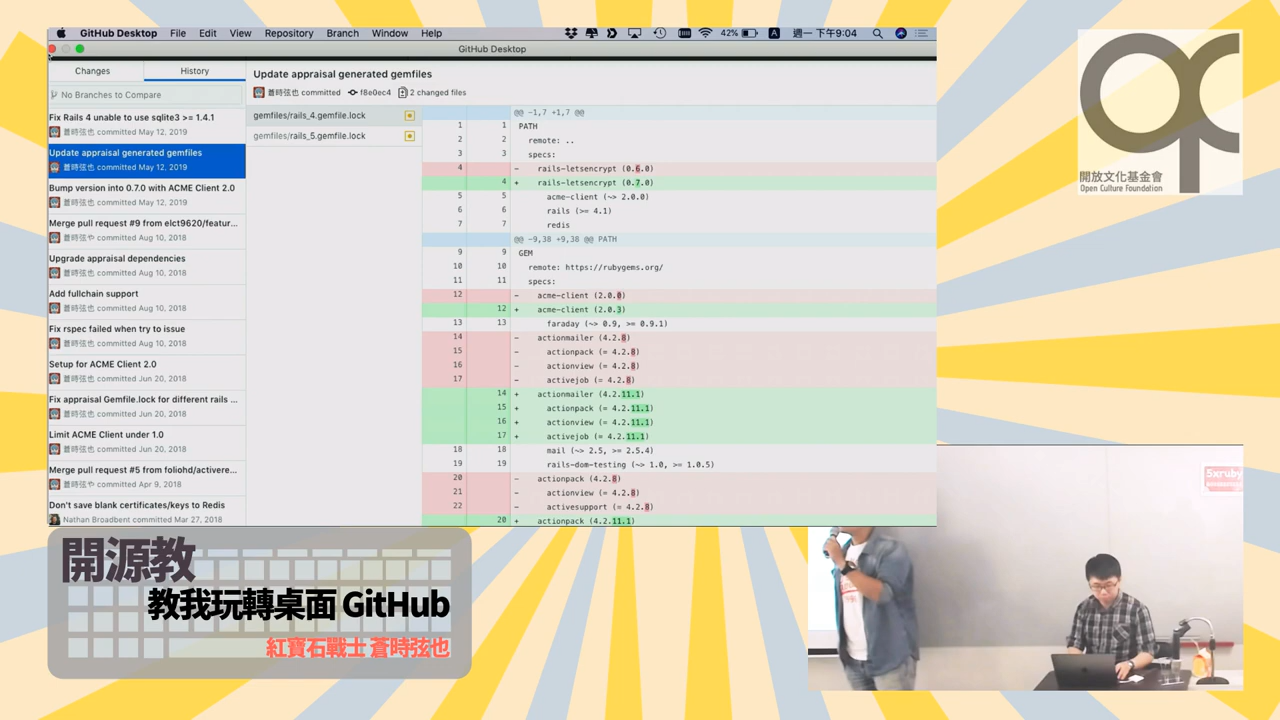 GitHub Desktop File Edit View Repository Branch Window Help 42% A 週一 下午9:04
GitHub Desktop
Changes History
No Branches to Compare
Fix Rails 4 unable to use sqlite3 >= 1.4.1
蒼時弦也 committed May 12, 2019
Update appraisal generated gemfiles
蒼時弦也 committed May 12, 2019
Bump version into 0.7.0 with ACME Client 2.0
蒼時弦也 committed May 12, 2019
Merge pull request #9 from elct9620/featur...
蒼時弦や committed Aug 10, 2018
Upgrade appraisal dependencies
蒼時弦也 committed Aug 10, 2018
Add fullchain support
蒼時弦也 committed Aug 10, 2018
Fix rspec failed when try to issue
蒼時弦也 committed Aug 10, 2018
Setup for ACME Client 2.0
蒼時弦也 committed Jun 20, 2018
Fix appraisal Gemfile.lock for different rails ...
蒼時弦也 committed Jun 20, 2018
Limit ACME Client under 1.0
蒼時弦也 committed Jun 20, 2018
Merge pull request #5 from foliohd/activere...
蒼時弦や committed Apr 9, 2018
Don't save blank certificates/keys to Redis
Nathan Broadbent committed Mar 27, 2018
Update appraisal generated gemfiles
蒼時弦也 committed f8e0ec4 2 changed files
gemfiles/rails_4.gemfile.lock
gemfiles/rails_5.gemfile.lock
@@ -1,7 +1,7 @@
1 1 PATH
2 2 remote: ..
3 3 specs:
4 - rails-letsencrypt (0.6.0)
4 + rails-letsencrypt (0.7.0)
5 5 acme-client (~> 2.0.0)
6 6 rails (>= 4.1)
7 7 redis
@@ -9,38 +9,38 @@ PATH
9 9 GEM
10 10 remote: https://rubygems.org/
11 11 specs:
12 - acme-client (2.0.0)
12 + acme-client (2.0.3)
13 13 faraday (~> 0.9, >= 0.9.1)
14 - actionmailer (4.2.8)
15 - actionpack (= 4.2.8)
16 - actionview (= 4.2.8)
17 - activejob (= 4.2.8)
14 + actionmailer (4.2.11.1)
15 + actionpack (= 4.2.11.1)
16 + actionview (= 4.2.11.1)
17 + activejob (= 4.2.11.1)
18 18 mail (~> 2.5, >= 2.5.4)
19 19 rails-dom-testing (~> 1.0, >= 1.0.5)
20 - actionpack (4.2.8)
21 - actionview (= 4.2.8)
22 - activesupport (= 4.2.8)
20 + actionpack (4.2.11.1)
開放文化基金會
Open Culture Foundation
5xruby
開源教
教我玩轉桌面 GitHub
紅寶石戰士 蒼時弦也